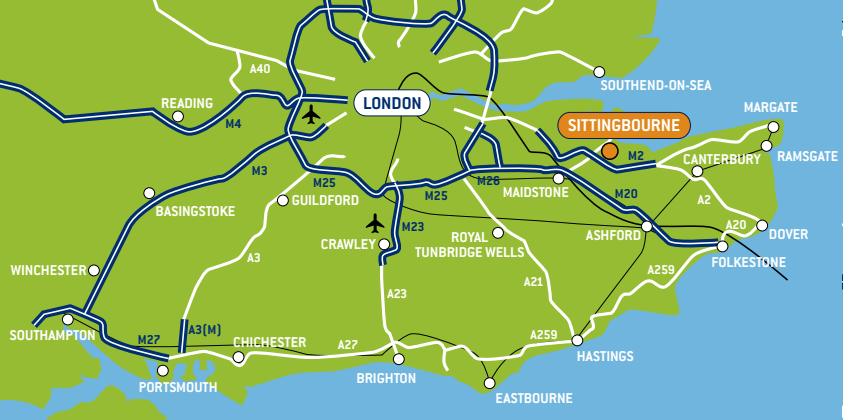 A40
SOUTHEND-ON-SEA
READING
LONDON
MARGATE
M4
SITTINGBOURNE
RAMSGATE
M3
M2
CANTERBURY
M25
M26
MAIDSTONE
M25
M20
BASINGSTOKE
GUILDFORD
A2
M23
A20
DOVER
CRAWLEY
ROYAL
TUNBRIDGE WELLS
ASHFORD
A3
FOLKESTONE
WINCHESTER
A259
A21
A23
SOUTHAMPTON
A3(M)
M27
CHICHESTER
A27
A259
HASTINGS
BRIGHTON
PORTSMOUTH
EASTBOURNE